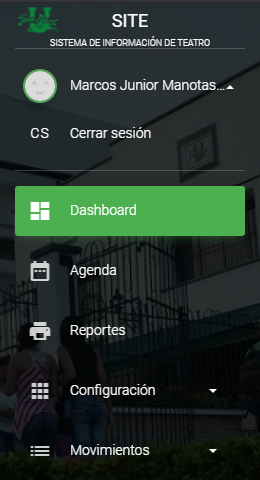 SITE
SISTEMA DE INFORMACIÓN DE TEATRO
Marcos Junior Manotas...
CS Cerrar sesión
Dashboard
Agenda
Reportes
Configuración
Movimientos